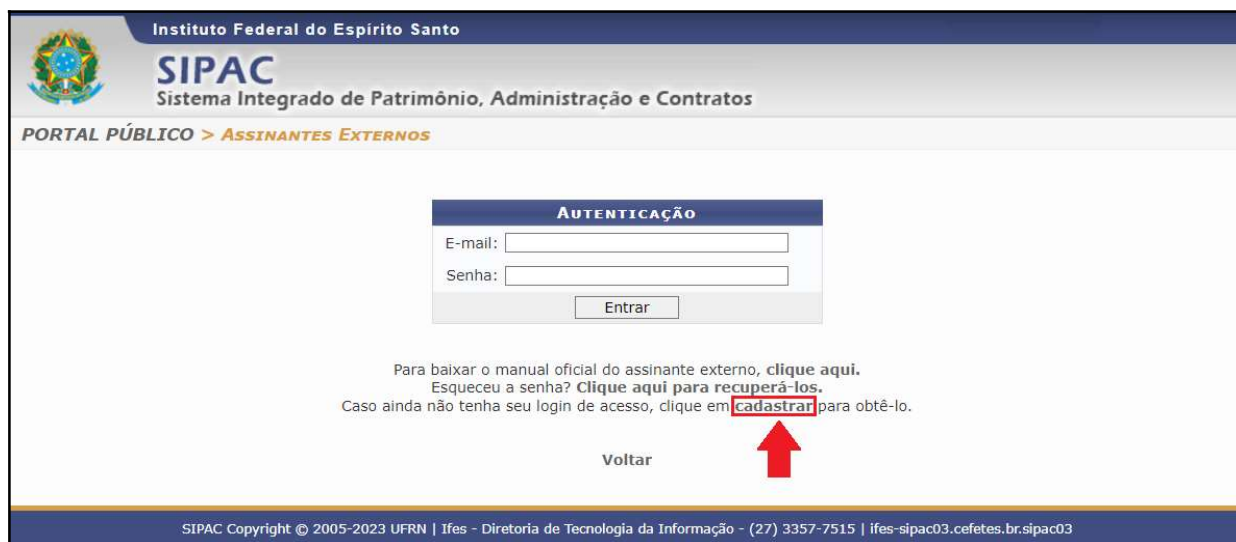 Instituto Federal do Espírito Santo
SIPAC
Sistema Integrado de Patrimônio, Administração e Contratos
PORTAL PÚBLICO > ASSINANTES EXTERNOS
AUTENTICAÇÃO
E-mail:
Senha:
Entrar
Para baixar o manual oficial do assinante externo, clique aqui.
Esqueceu a senha? Clique aqui para recuperá-los.
Caso ainda não tenha seu login de acesso, clique em cadastrar para obtê-lo.
Voltar
SIPAC Copyright © 2005-2023 UFRN | Ifes - Diretoria de Tecnologia da Informação - (27) 3357-7515 | ifes-sipac03.cefetes.br.sipac03